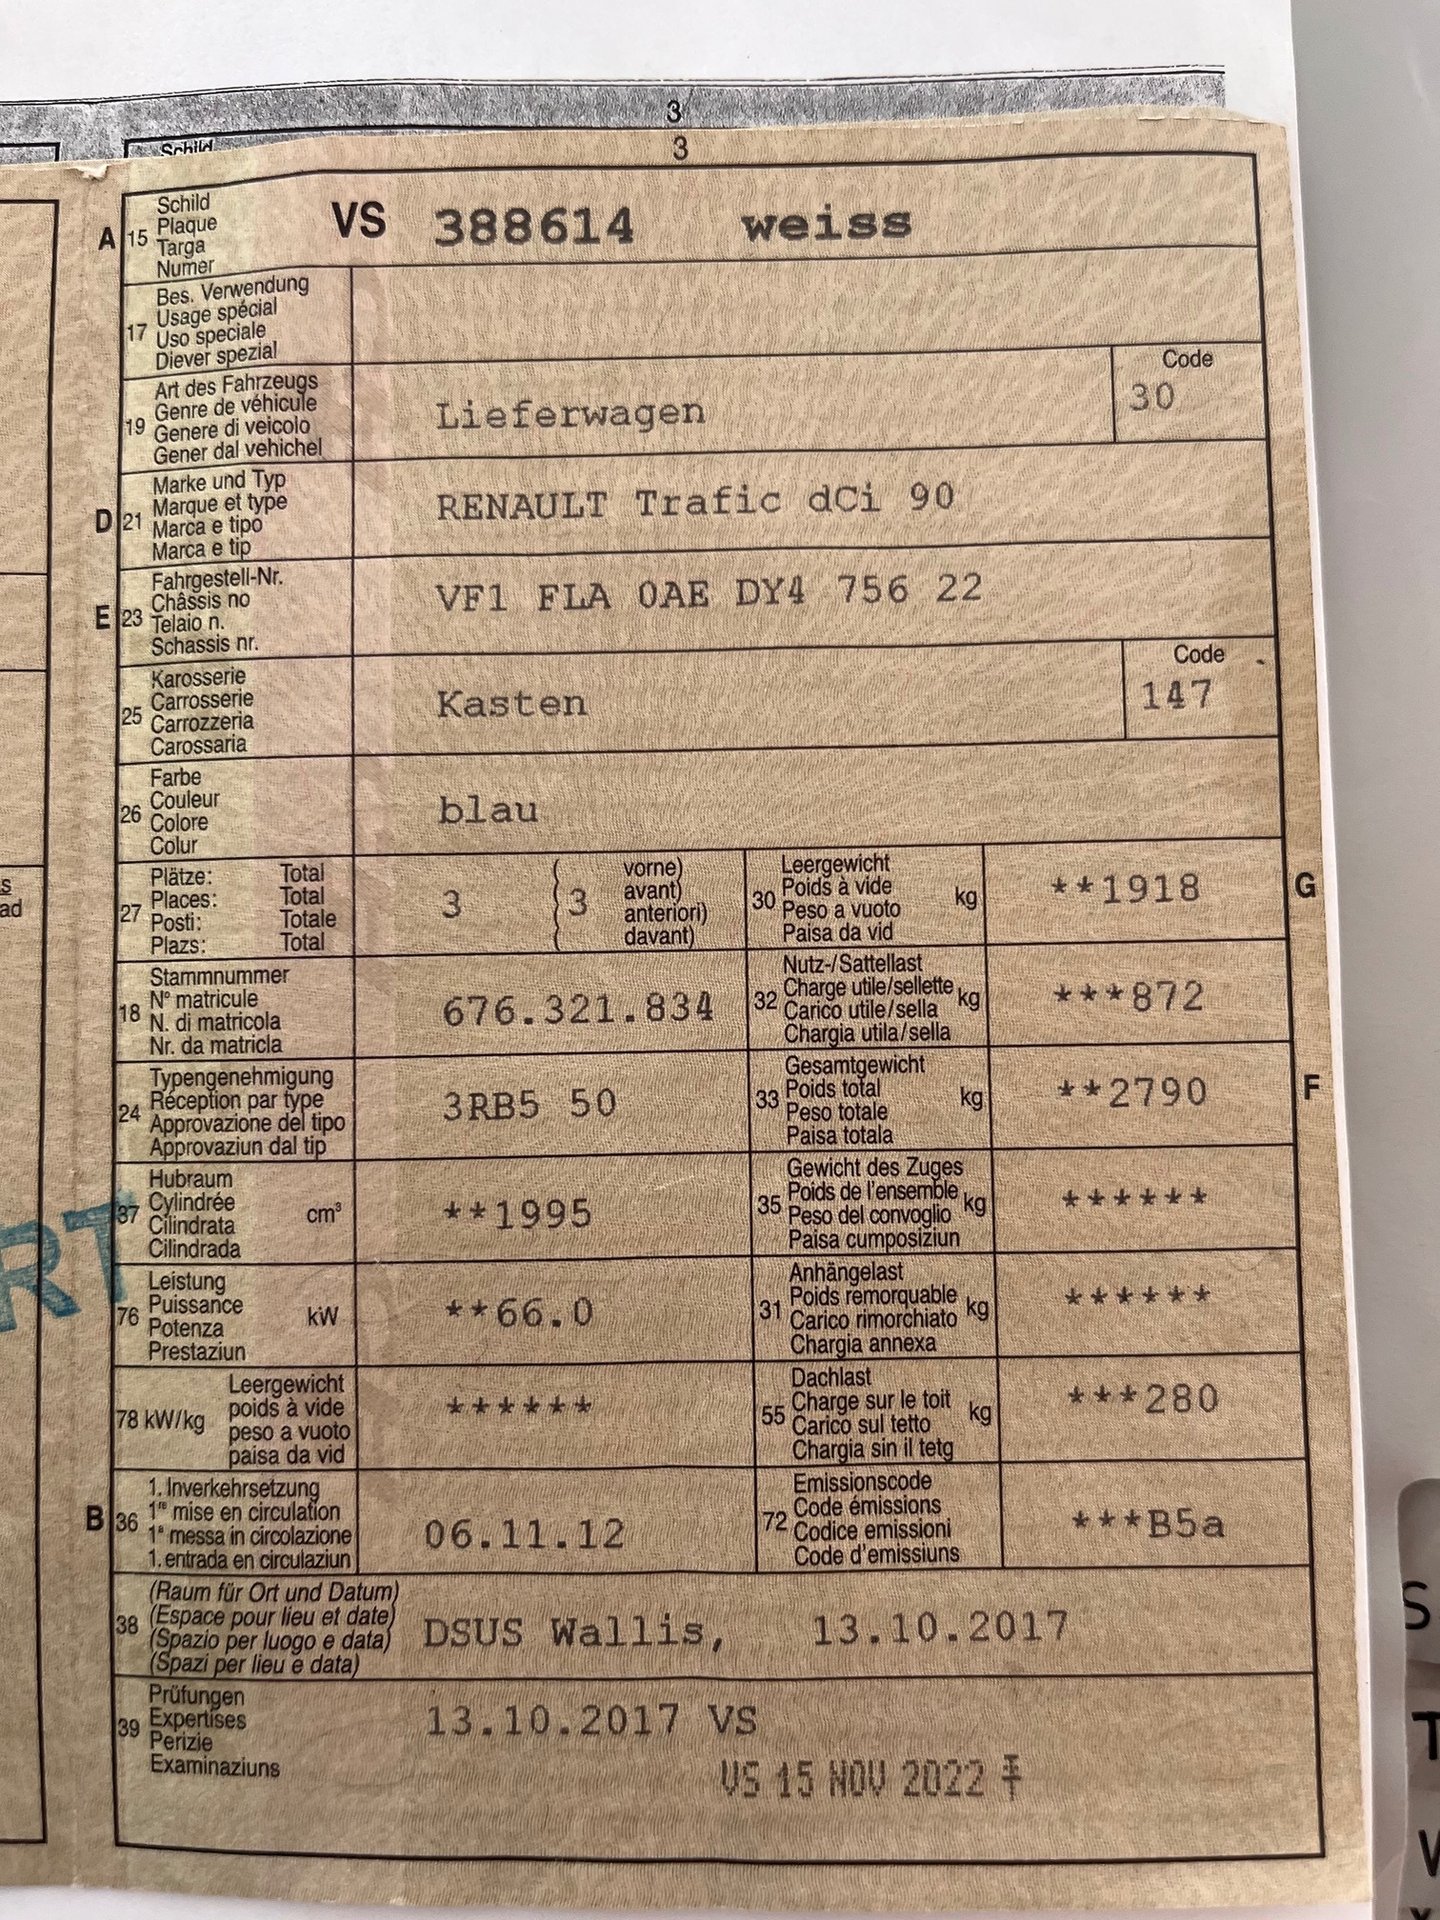 3
Schild
3
A 15 Schild Plaque Targa Numer VS 388614 weiss
17 Bes. Verwendung Usage spécial Uso speciale Diever spezial
19 Art des Fahrzeugs Genre de véhicule Genere di veicolo Gener dal vehichel Lieferwagen Code 30
D 21 Marke und Typ Marque et type Marca e tipo Marca e tip RENAULT Trafic dCi 90
E 23 Fahrgestell-Nr. Châssis no Telaio n. Schassis nr. VF1 FLA 0AE DY4 756 22
25 Karosserie Carrosserie Carrozzeria Carossaria Kasten Code 147
26 Farbe Couleur Colore Colur blau
27 Plätze: Total Places: Total Posti: Totale Plazs: Total 3 ( 3 vorne) avant) anteriori) davant)
30 Leergewicht Poids à vide Peso a vuoto Paisa da vid kg **1918 G
18 Stammnummer N° matricule N. di matricola Nr. da matricla 676.321.834
32 Nutz-/Sattellast Charge utile/sellette Carico utile/sella Chargia utila/sella kg ***872
24 Typengenehmigung Réception par type Approvazione del tipo Approvaziun dal tip 3RB5 50
33 Gesamtgewicht Poids total Peso totale Paisa totala kg **2790 F
37 Hubraum Cylindrée Cilindrata Cilindrada cm³ **1995
35 Gewicht des Zuges Poids de l'ensemble Peso del convoglio Paisa cumposiziun kg ******
76 Leistung Puissance Potenza Prestaziun kW **66.0
31 Anhängelast Poids remorquable Carico rimorchiato Chargia annexa kg ******
78 kW/kg Leergewicht poids à vide peso a vuoto paisa da vid ******
55 Dachlast Charge sur le toit Carico sul tetto Chargia sin il tetg kg ***280
B 36 1. Inverkehrsetzung 1re mise en circulation 1a messa in circolazione 1. entrada en circulaziun 06.11.12
72 Emissionscode Code émissions Codice emissioni Code d'emissiuns ***B5a
38 (Raum für Ort und Datum) (Espace pour lieu et date) (Spazio per luogo e data) (Spazi per lieu e data) DSUS Wallis, 13.10.2017
39 Prüfungen Expertises Perizie Examinaziuns 13.10.2017 VS
VS 15 NOV 2022